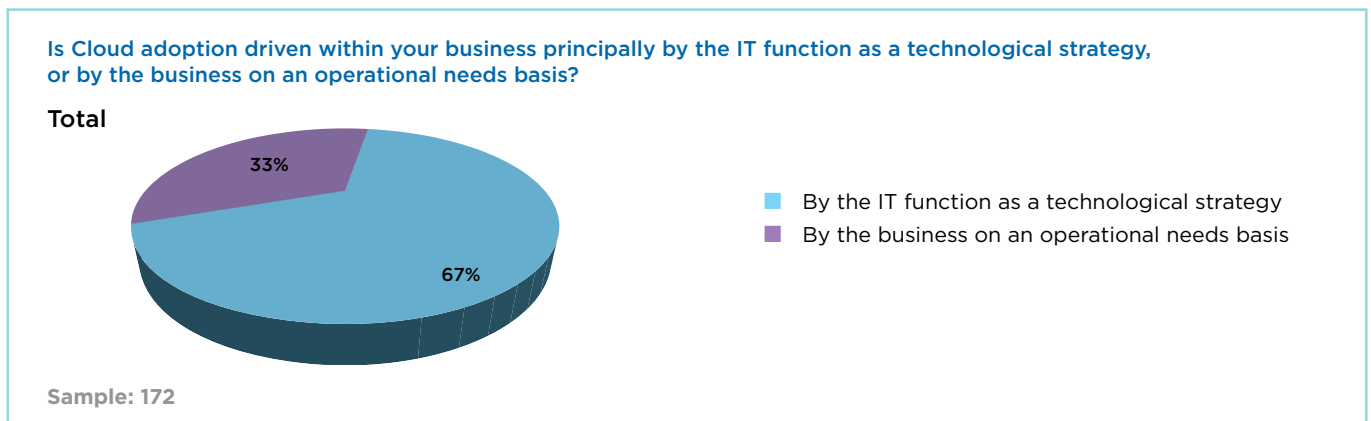 Is Cloud adoption driven within your business principally by the IT function as a technological strategy,
or by the business on an operational needs basis?
Total
33%
67%
By the IT function as a technological strategy
By the business on an operational needs basis
Sample: 172